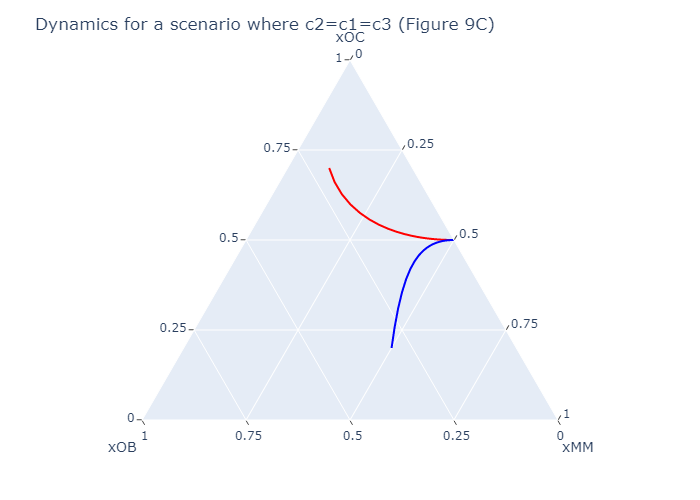 Dynamics for a scenario where c2=c1=c3 (Figure 9C)
xOC
1 0
0.75 0.25
0.5 0.5
0.25 0.75
0 1
1 0.75 0.5 0.25 0
xOB xMM